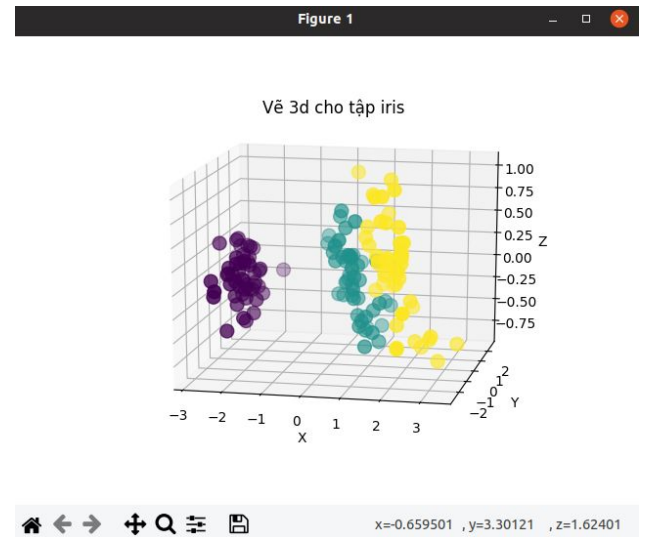 Figure 1
Vẽ 3d cho tập iris
1.00
0.75
0.50
0.25
Z
0.00
−0.25
−0.50
−0.75
−3 −2 −1 0 1 2 3
X
2
1
0
−1
−2
Y
x=-0.659501 , y=3.30121 , z=1.62401